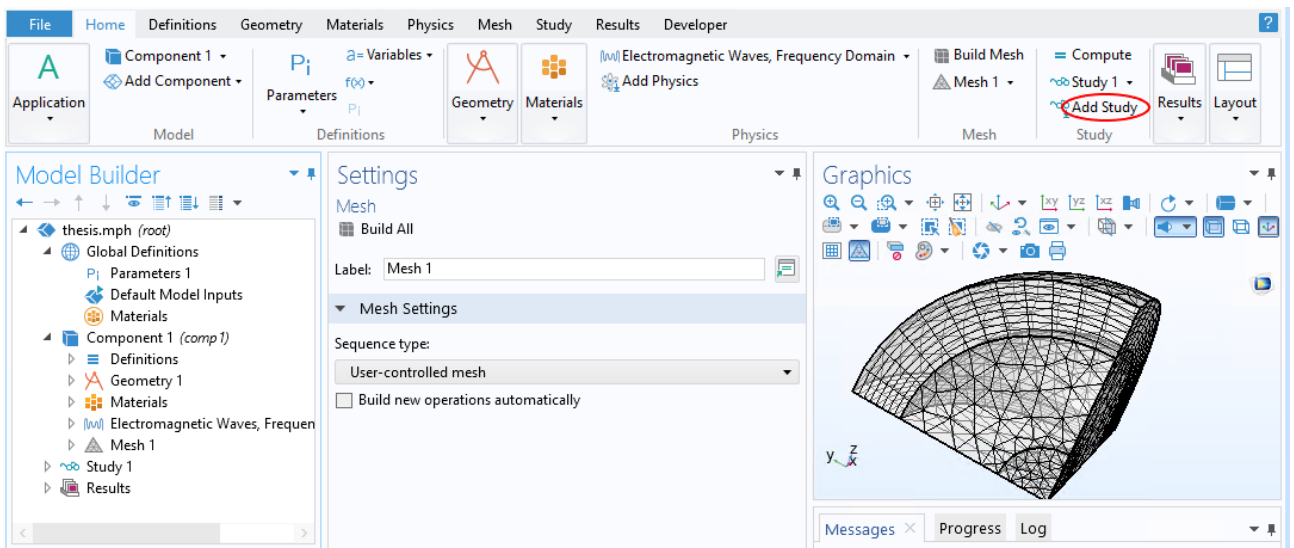 File Home Definitions Geometry Materials Physics Mesh Study Results Developer ?
A Application
Component 1
Add Component
Model
Pi Parameters
a= Variables
f(x)
Pi
Definitions
Geometry
Materials
Electromagnetic Waves, Frequency Domain
Add Physics
Physics
Build Mesh
Mesh 1
Mesh
= Compute
Study 1
Add Study
Study
Results
Layout
Model Builder
thesis.mph (root)
Global Definitions
Pi Parameters 1
Default Model Inputs
Materials
Component 1 (comp1)
Definitions
Geometry 1
Materials
Electromagnetic Waves, Frequen
Mesh 1
Study 1
Results
Settings
Mesh
Build All
Label: Mesh 1
Mesh Settings
Sequence type:
User-controlled mesh
Build new operations automatically
Graphics
xy yz xz
y z x
Messages Progress Log